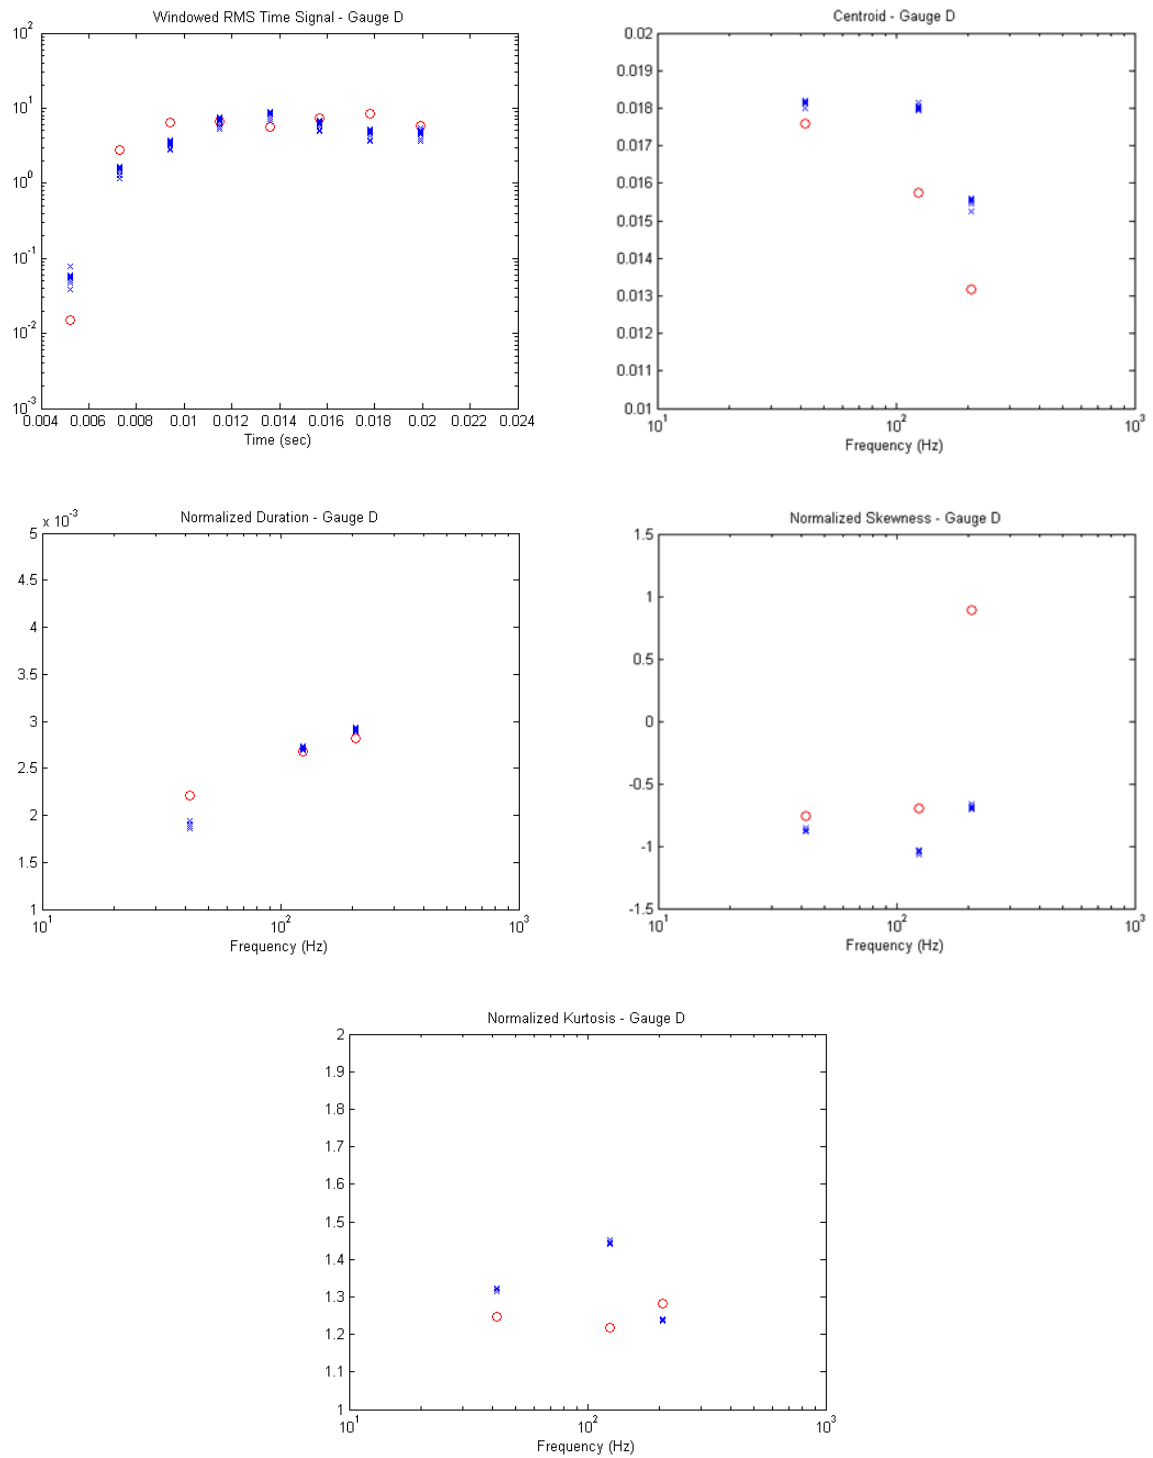 Windowed RMS Time Signal - Gauge D
10^2
10^1
10^0
10^-1
10^-2
10^-3
0.004 0.006 0.008 0.01 0.012 0.014 0.016 0.018 0.02 0.022 0.024
Time (sec)
Centroid - Gauge D
0.02
0.019
0.018
0.017
0.016
0.015
0.014
0.013
0.012
0.011
0.01
10^1 10^2 10^3
Frequency (Hz)
Normalized Duration - Gauge D
x 10^-3
5
4.5
4
3.5
3
2.5
2
1.5
1
10^1 10^2 10^3
Frequency (Hz)
Normalized Skewness - Gauge D
1.5
1
0.5
0
-0.5
-1
-1.5
10^1 10^2 10^3
Frequency (Hz)
Normalized Kurtosis - Gauge D
2
1.9
1.8
1.7
1.6
1.5
1.4
1.3
1.2
1.1
1
10^1 10^2 10^3
Frequency (Hz)